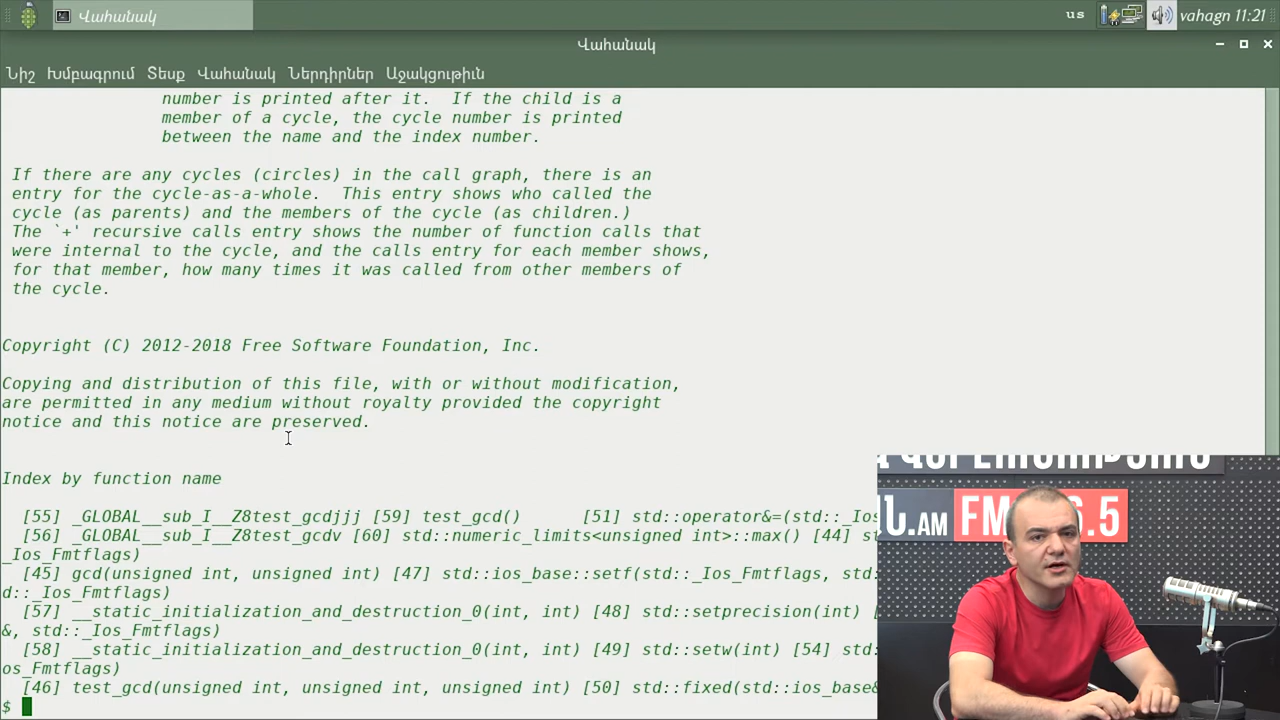 Վահանակ
us
vahagn 11:21
Վահանակ
Նիշ Խմբագրում Տեսք Վահանակ Ներդիրներ Աջակցութիւն
number is printed after it.  If the child is a
member of a cycle, the cycle number is printed
between the name and the index number.
If there are any cycles (circles) in the call graph, there is an
entry for the cycle-as-a-whole.  This entry shows who called the
cycle (as parents) and the members of the cycle (as children.)
The `+' recursive calls entry shows the number of function calls that
were internal to the cycle, and the calls entry for each member shows,
for that member, how many times it was called from other members of
the cycle.
Copyright (C) 2012-2018 Free Software Foundation, Inc.
Copying and distribution of this file, with or without modification,
are permitted in any medium without royalty provided the copyright
notice and this notice are preserved.
Index by function name
[55] _GLOBAL__sub_I__Z8test_gcdjjj [59] test_gcd()      [51] std::operator&=(std::_Ios
[56] _GLOBAL__sub_I__Z8test_gcdv [60] std::numeric_limits<unsigned int>::max() [44] st
_Ios_Fmtflags)
[45] gcd(unsigned int, unsigned int) [47] std::ios_base::setf(std::_Ios_Fmtflags, std:
d::_Ios_Fmtflags)
[57] __static_initialization_and_destruction_0(int, int) [48] std::setprecision(int) [
&, std::_Ios_Fmtflags)
[58] __static_initialization_and_destruction_0(int, int) [49] std::setw(int) [54] std:
os_Fmtflags)
[46] test_gcd(unsigned int, unsigned int, unsigned int) [50] std::fixed(std::ios_base&
$
Ն.AM FM 6.5